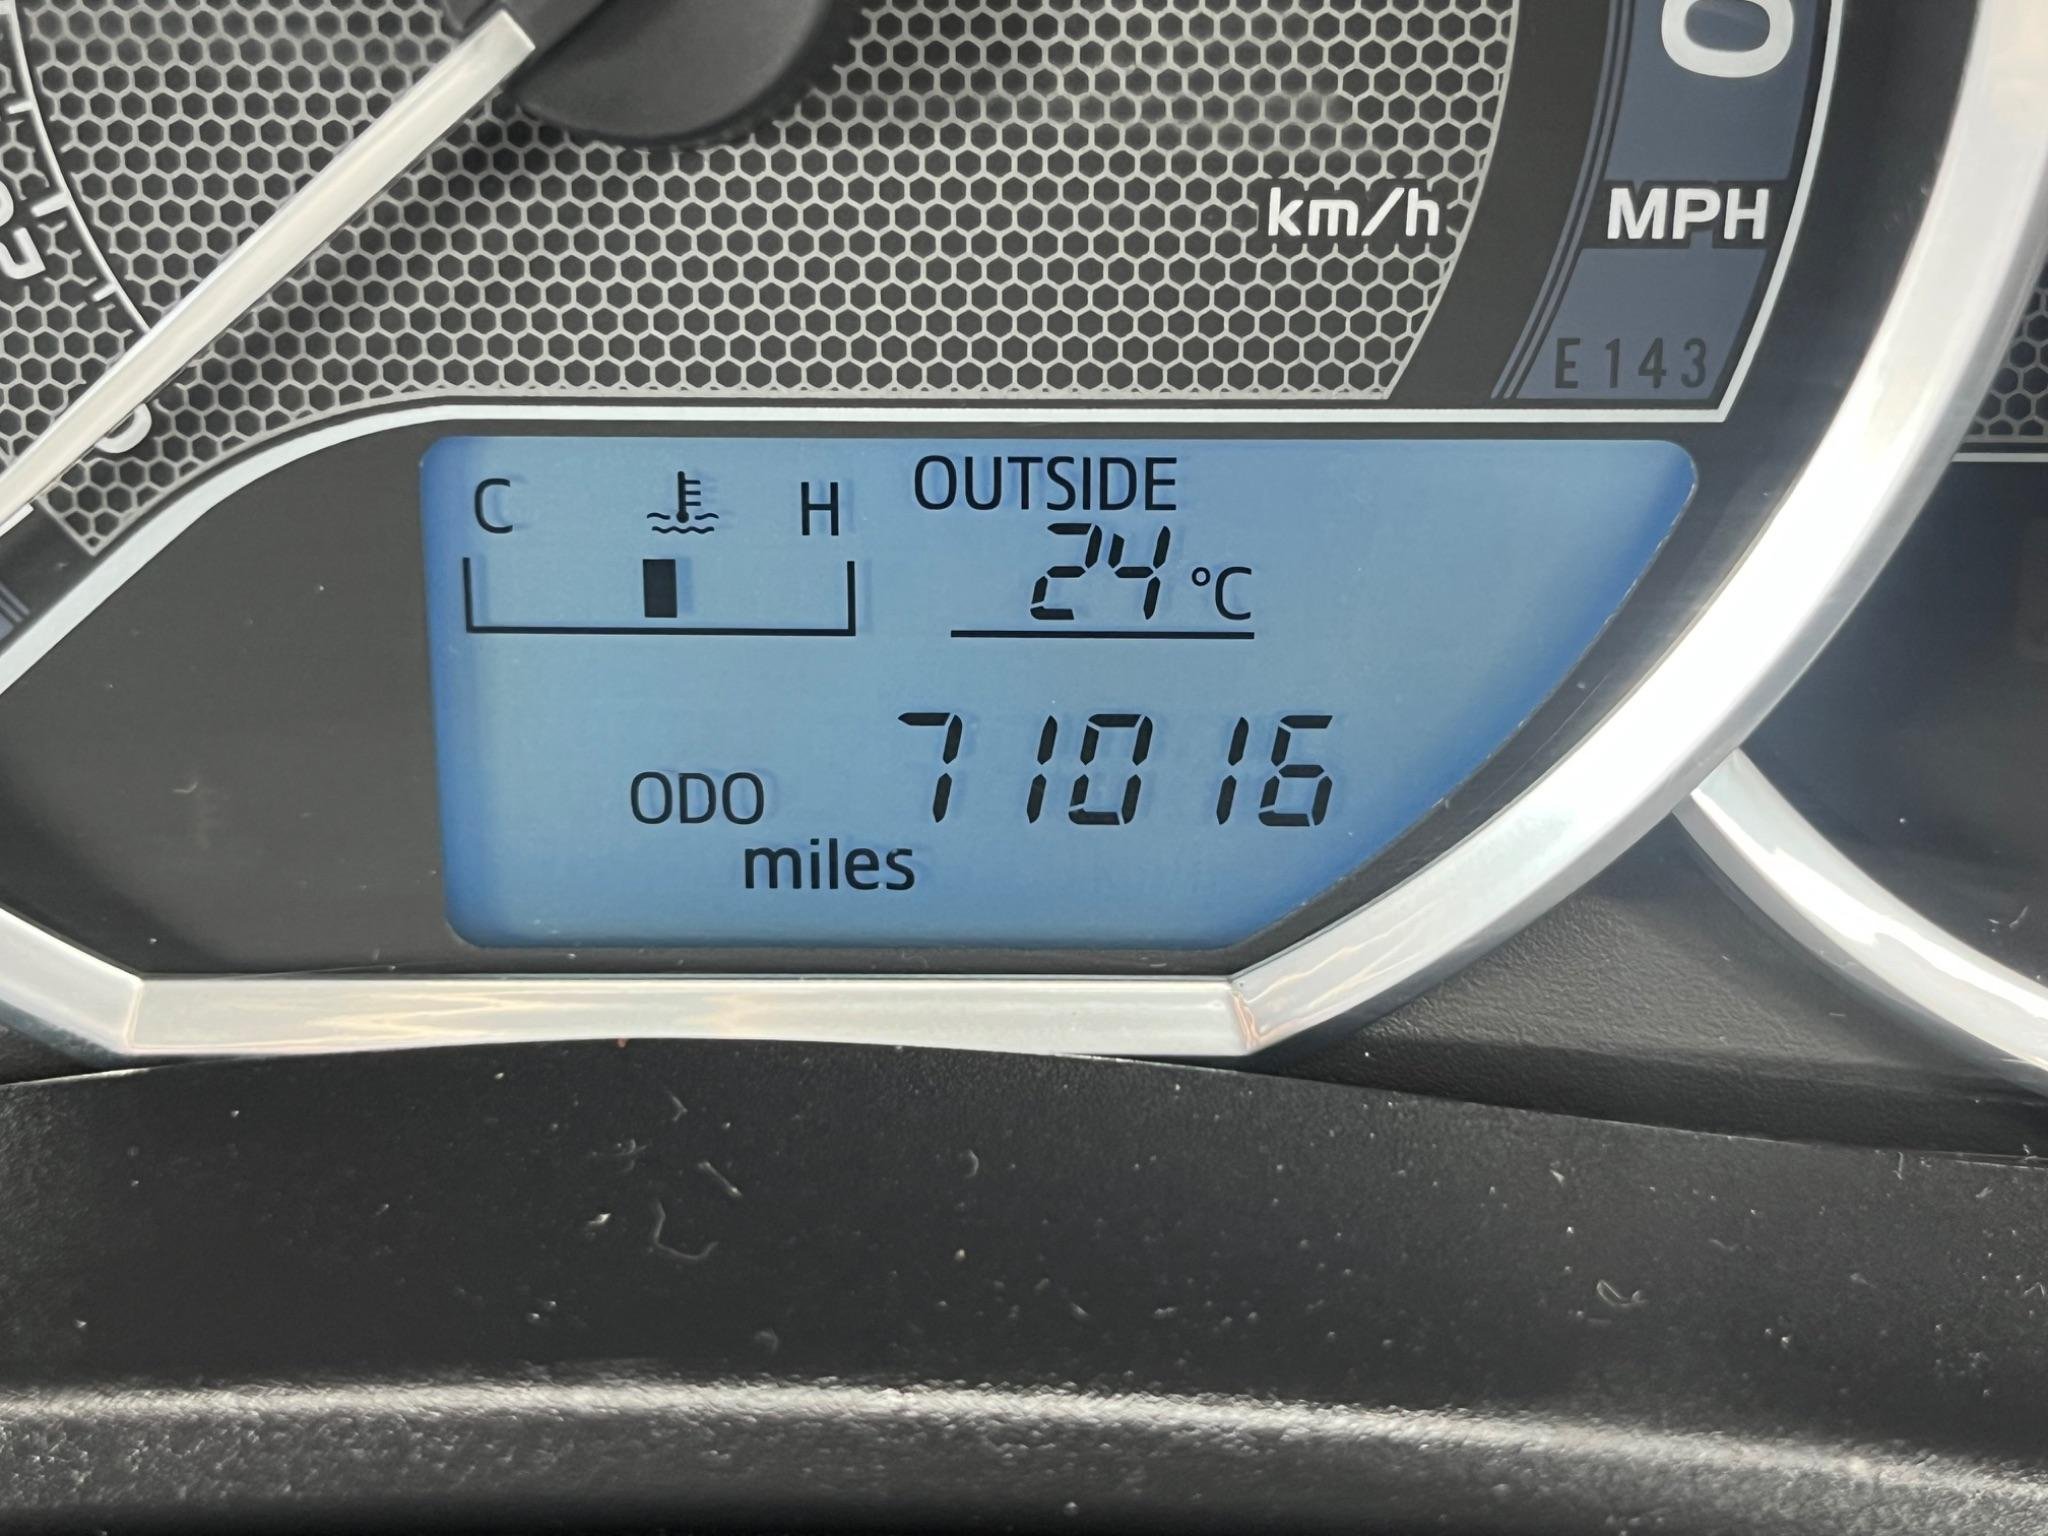 km/h
MPH
E143
C H
OUTSIDE
24 °C
ODO 71016
miles